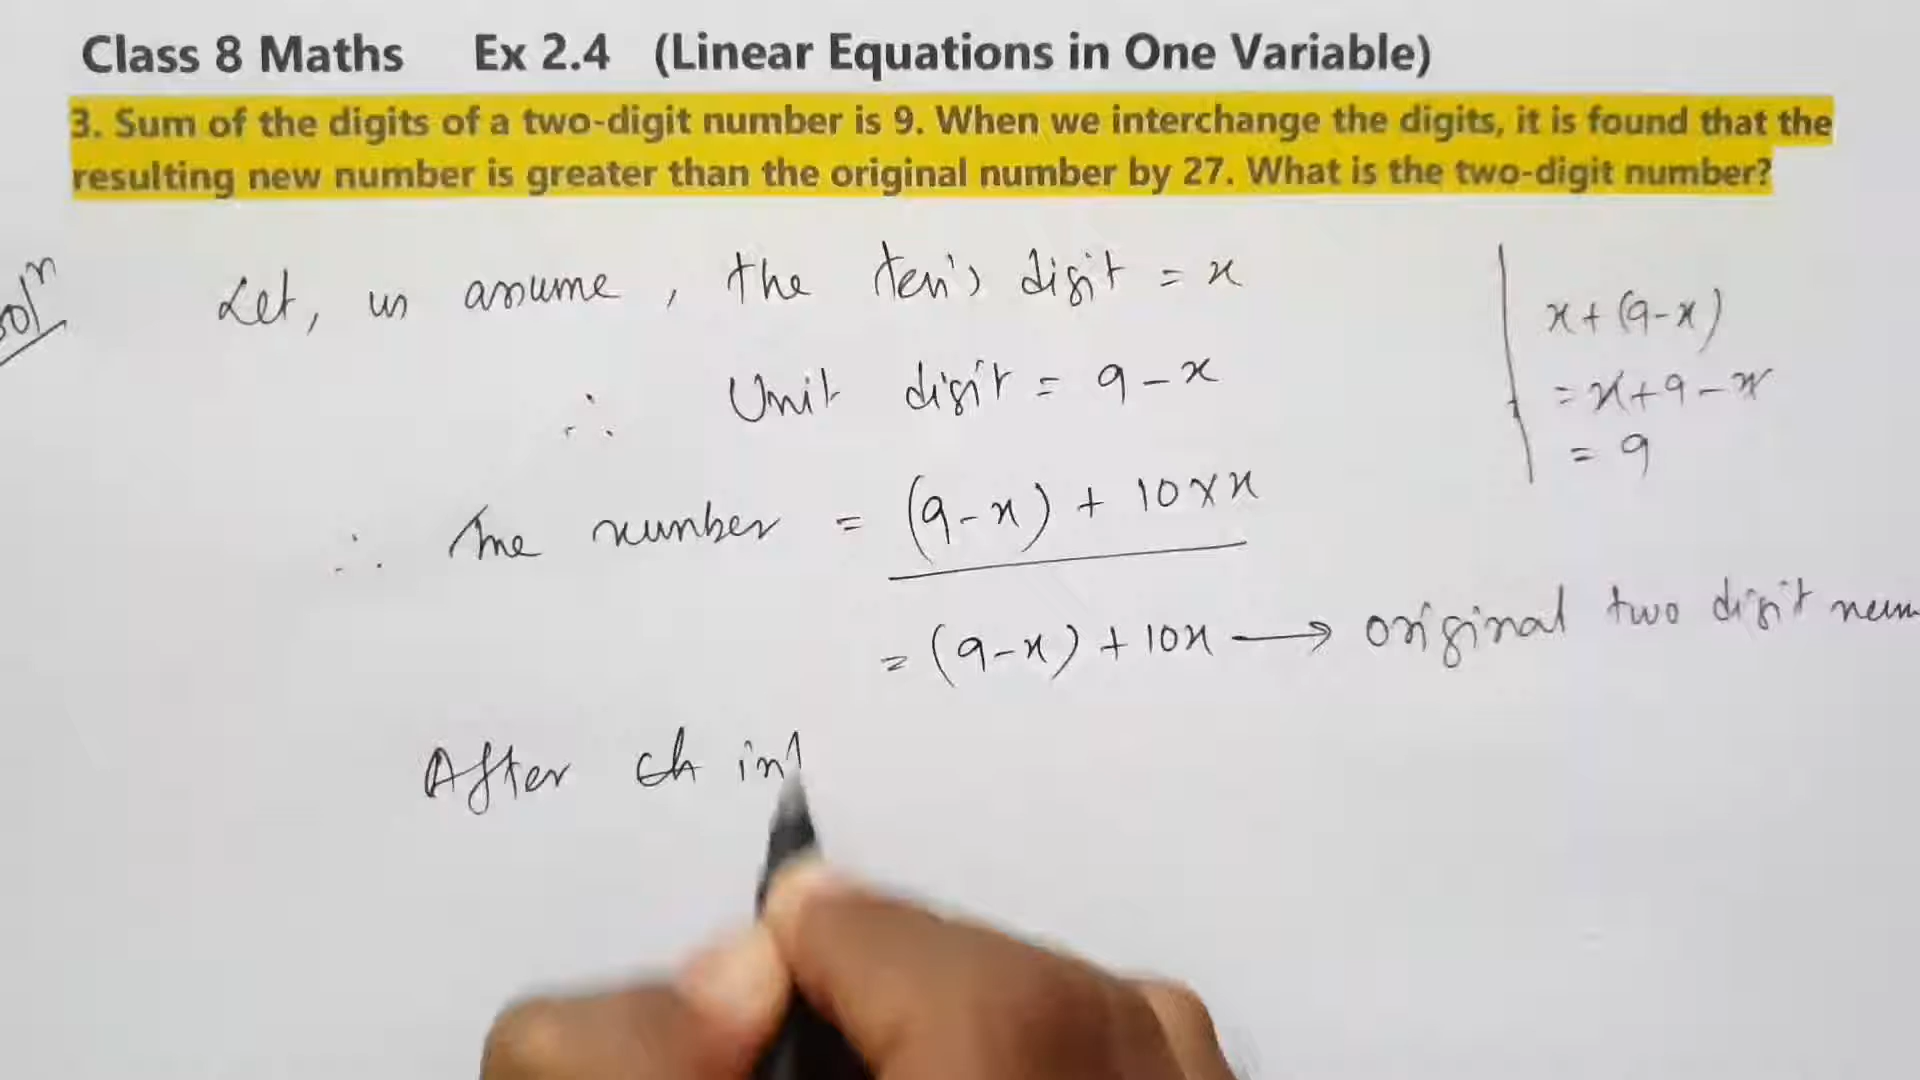 Class 8 Maths Ex 2.4 (Linear Equations in One Variable)
3. Sum of the digits of a two-digit number is 9. When we interchange the digits, it is found that the
resulting new number is greater than the original number by 27. What is the two-digit number?
Solⁿ
Let, us assume, the ten's digit = x
∴ Unit digit = 9-x
∴ The number = (9-x) + 10×x
= (9-x) + 10x → original two digit num
After ch int
x+(9-x)
= x+9-x
= 9